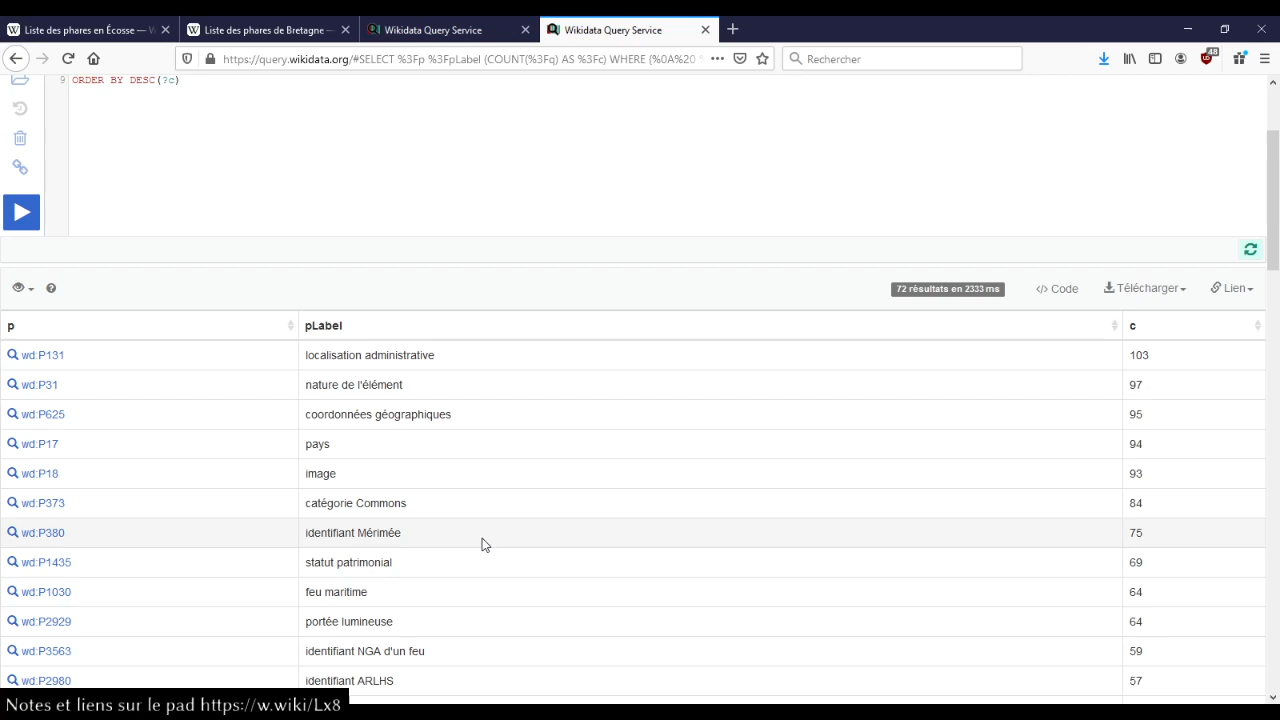 Liste des phares en Écosse — W
Liste des phares de Bretagne —
Wikidata Query Service
Wikidata Query Service
https://query.wikidata.org/#SELECT %3Fp %3FpLabel (COUNT(%3Fq) AS %3Fc) WHERE {%0A%20
Rechercher
48
9 ORDER BY DESC(?c)
72 résultats en 2333 ms
</> Code
Télécharger
Lien
p pLabel c
wd:P131 localisation administrative 103
wd:P31 nature de l'élément 97
wd:P625 coordonnées géographiques 95
wd:P17 pays 94
wd:P18 image 93
wd:P373 catégorie Commons 84
wd:P380 identifiant Mérimée 75
wd:P1435 statut patrimonial 69
wd:P1030 feu maritime 64
wd:P2929 portée lumineuse 64
wd:P3563 identifiant NGA d'un feu 59
wd:P2980 identifiant ARLHS 57
Notes et liens sur le pad https://w.wiki/Lx8